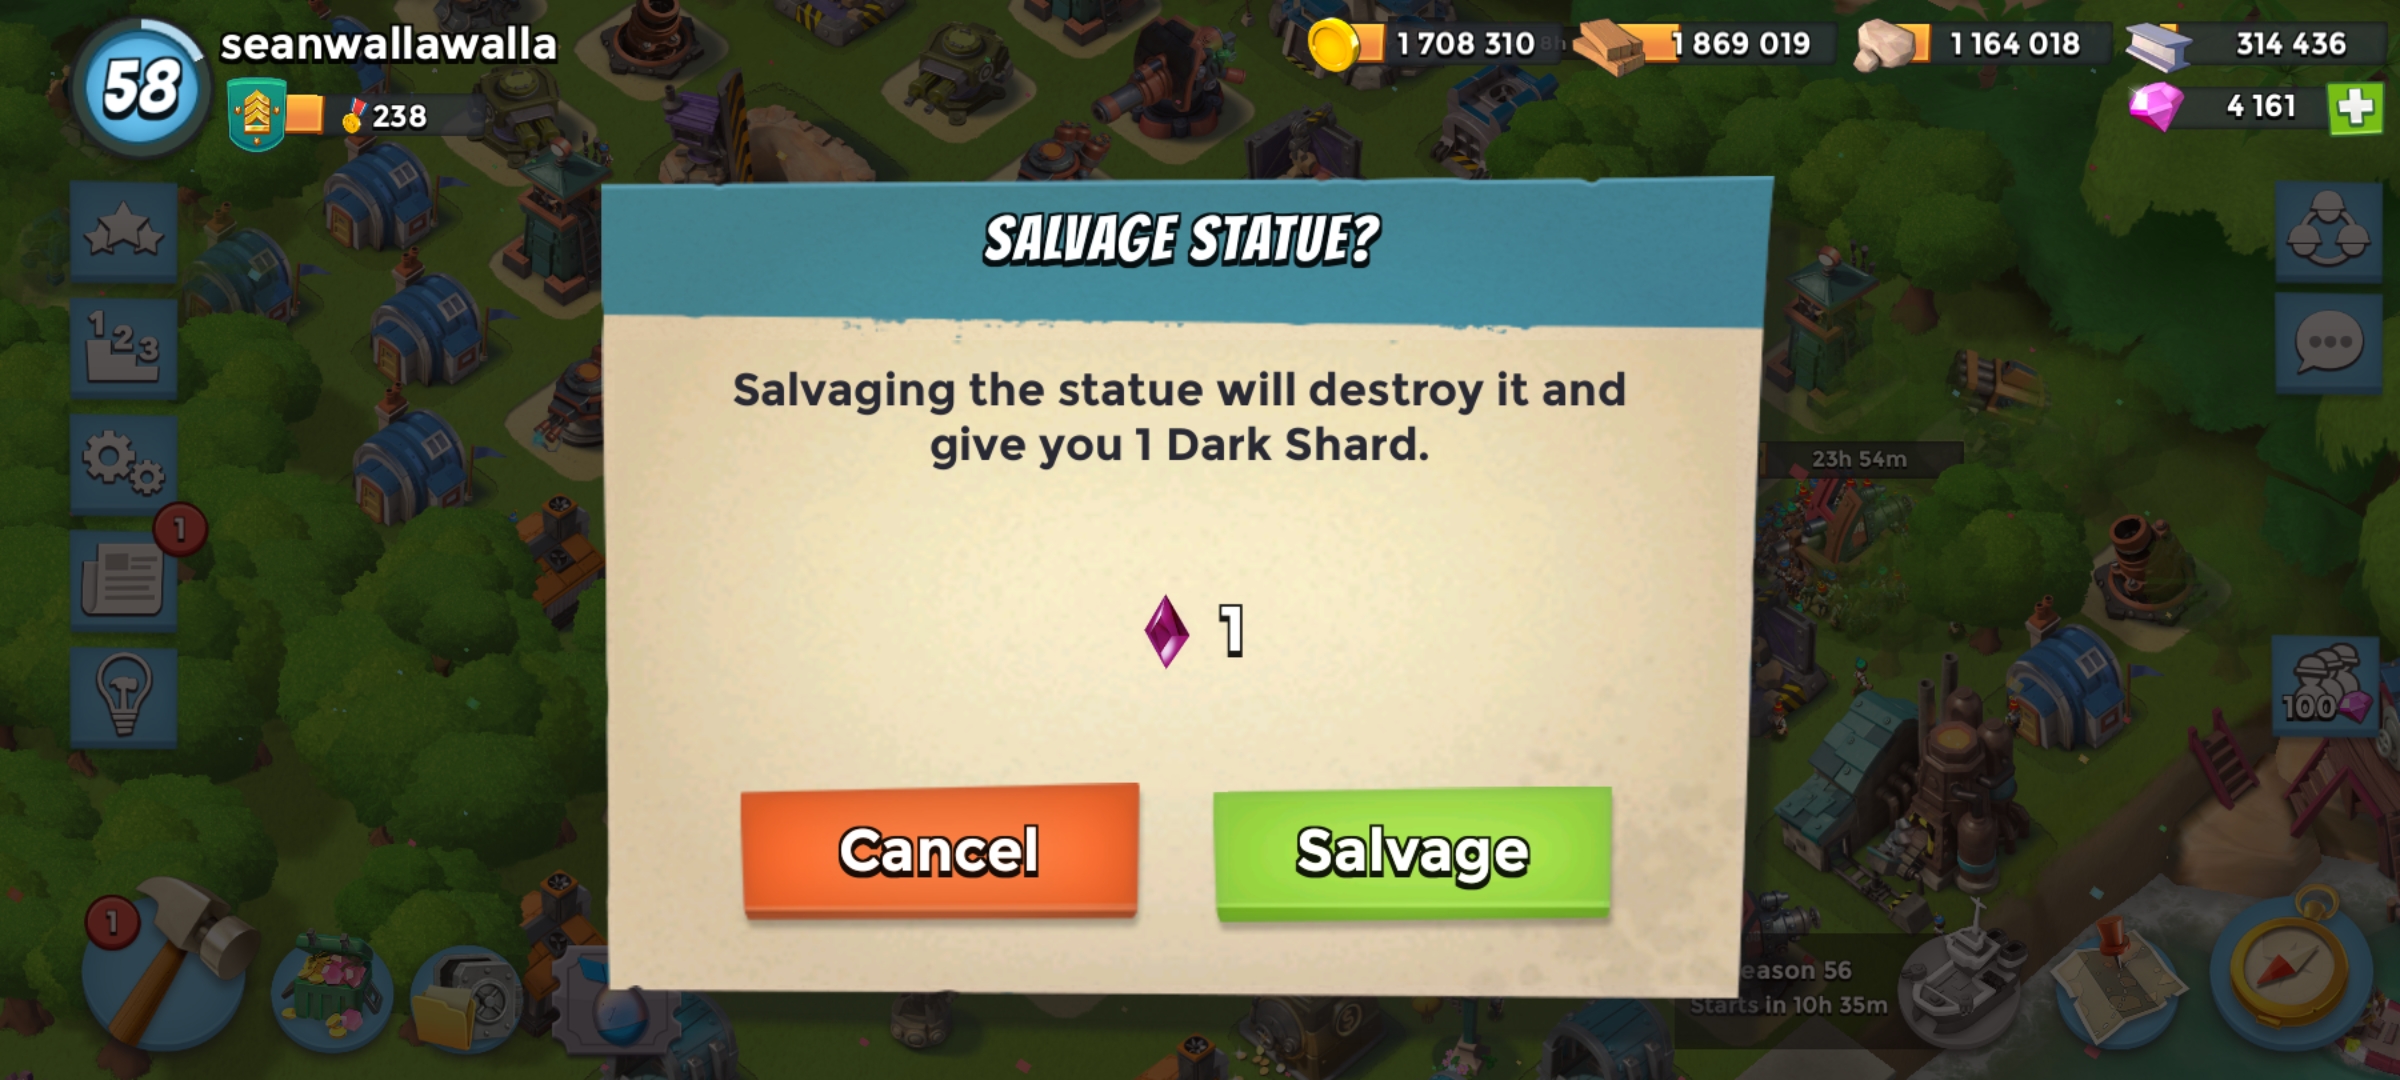 58
seanwallawalla
238
1 708 310
8h
1 869 019
1 164 018
314 436
4 161
1 2 3
1
SALVAGE STATUE?
Salvaging the statue will destroy it and
give you 1 Dark Shard.
1
Cancel
Salvage
23h 54m
100
1
eason 56
Starts in 10h 35m